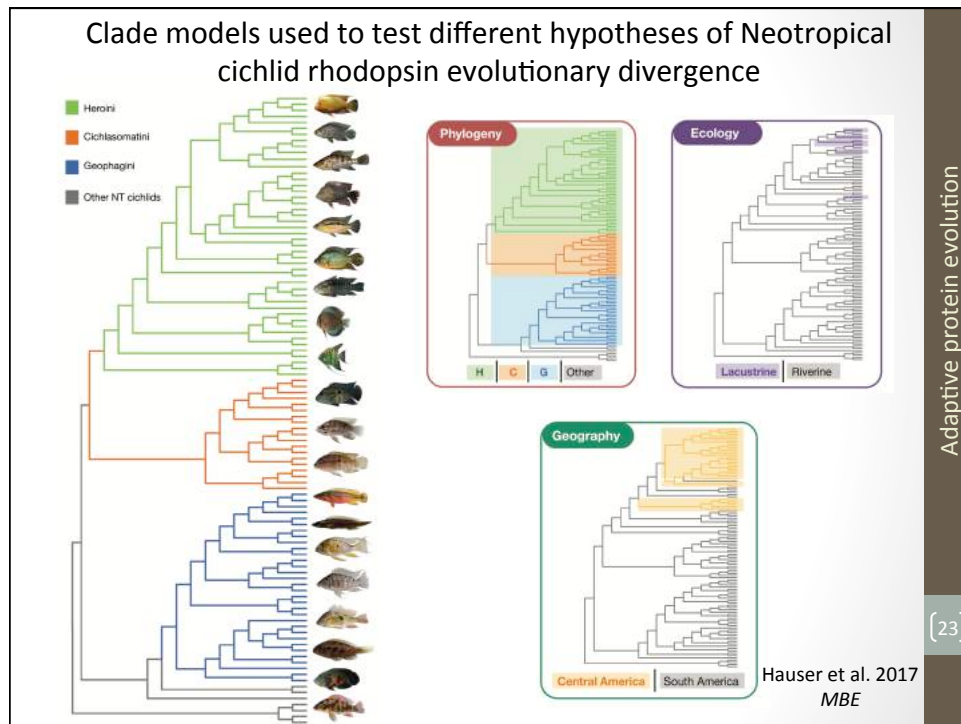 Clade models used to test different hypotheses of Neotropical
cichlid rhodopsin evolutionary divergence
Heroini
Cichlasomatini
Geophagini
Other NT cichlids
Phylogeny
H | C | G | Other
Ecology
Lacustrine | Riverine
Geography
Central America | South America
Hauser et al. 2017
MBE
Adaptive protein evolution
[23]